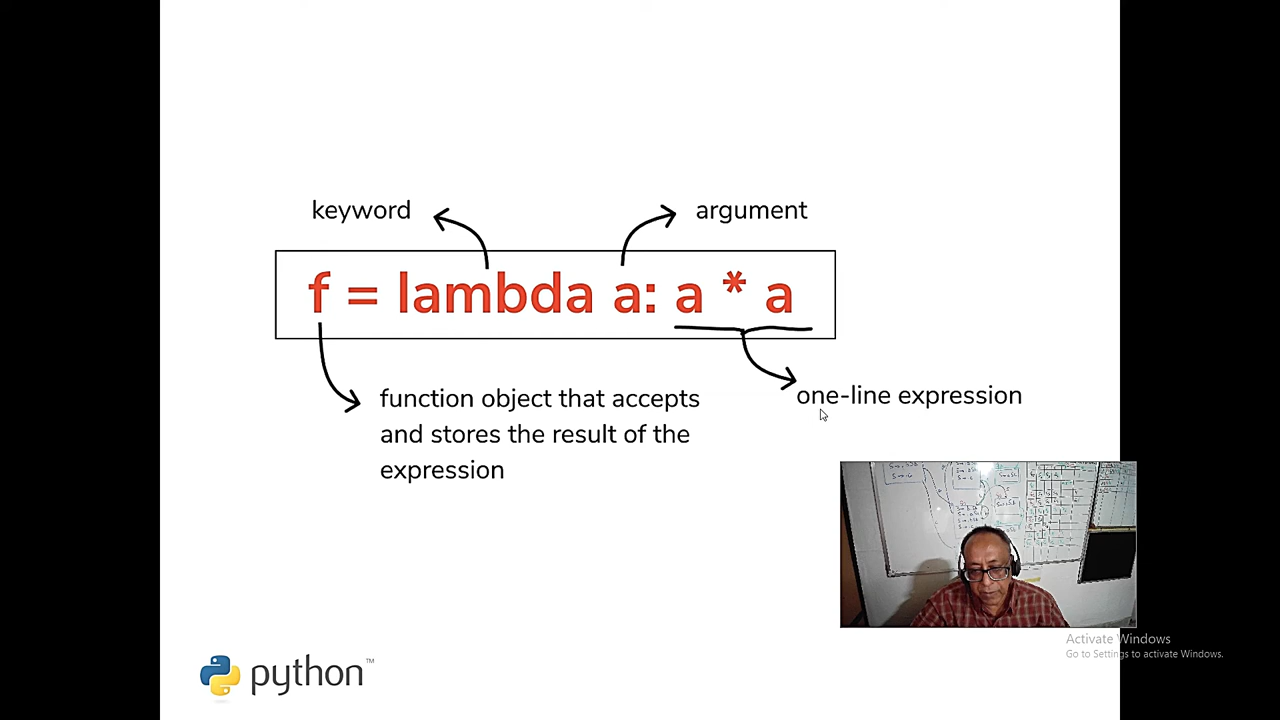 keyword
argument
f = lambda a: a * a
function object that accepts
and stores the result of the
expression
one-line expression
Activate Windows
Go to Settings to activate Windows.
python™